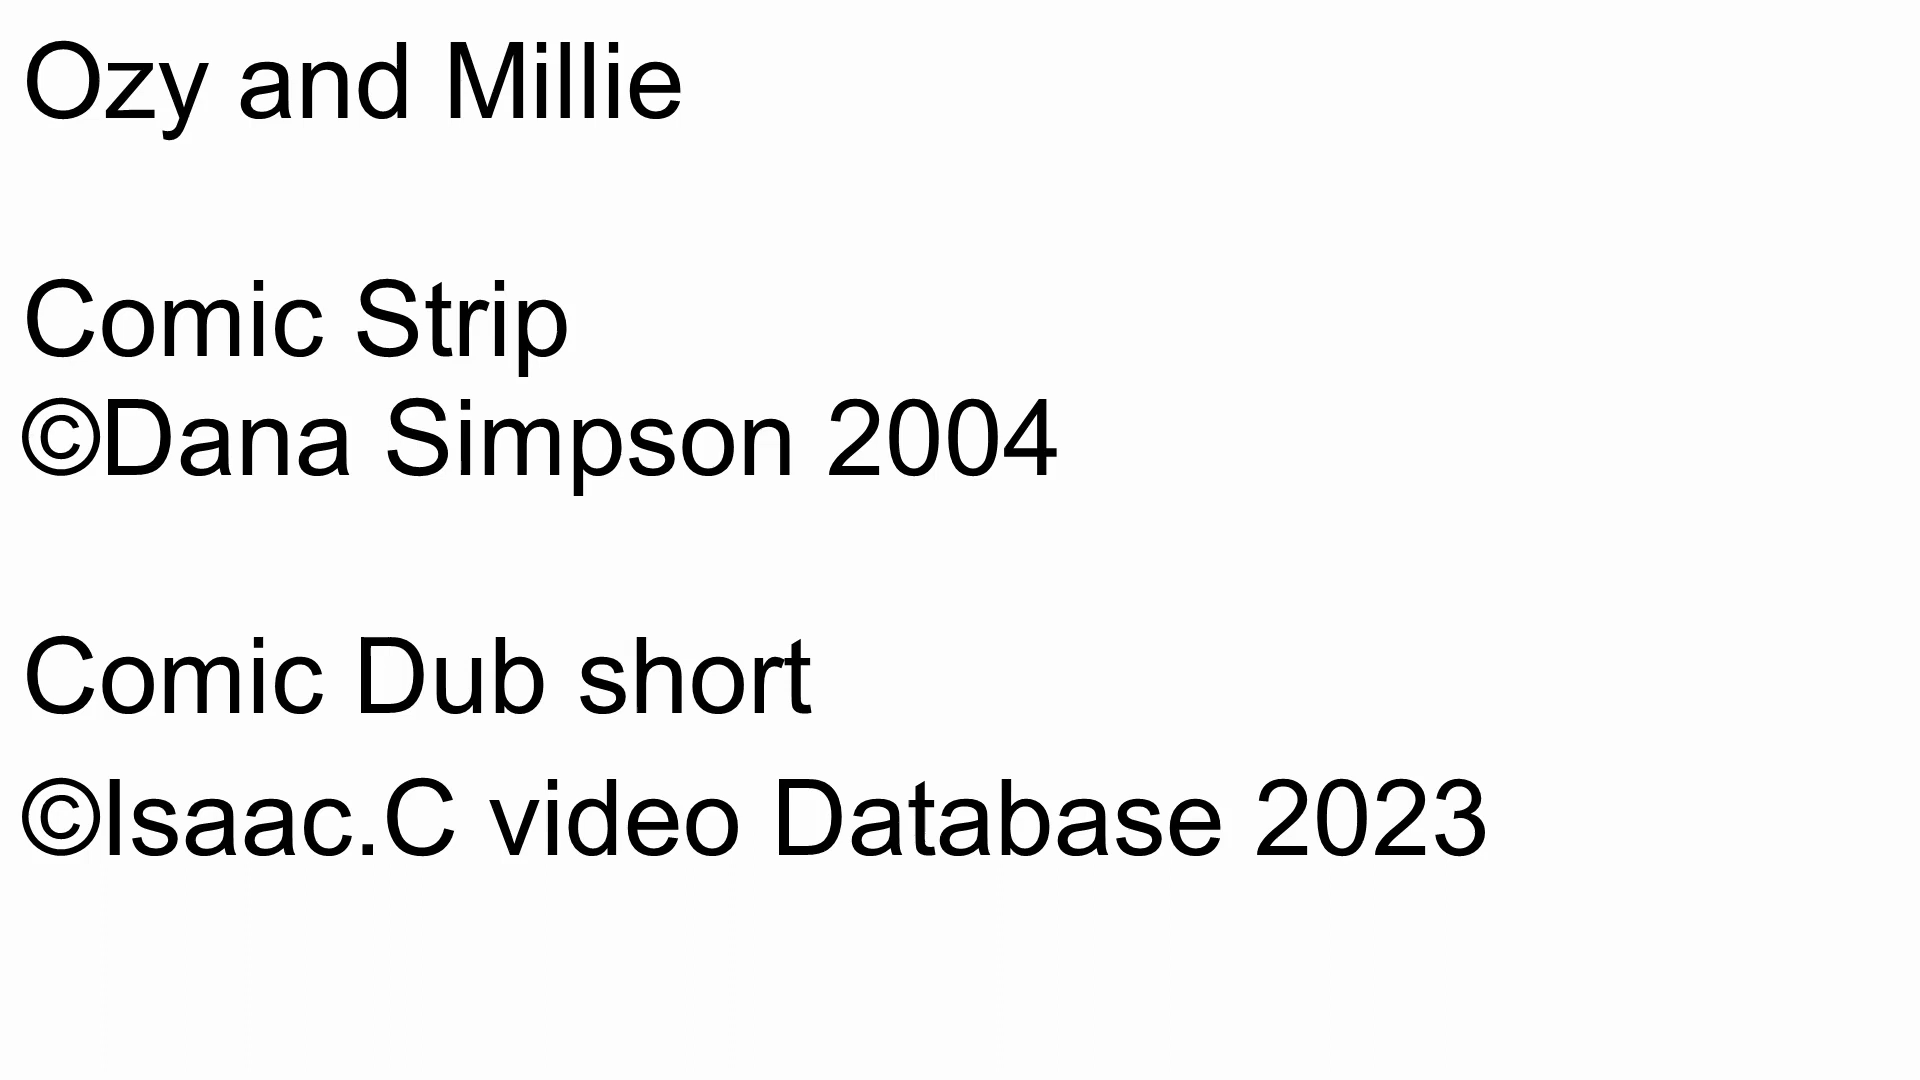 Ozy and Millie
Comic Strip
©Dana Simpson 2004
Comic Dub short
©Isaac.C video Database 2023